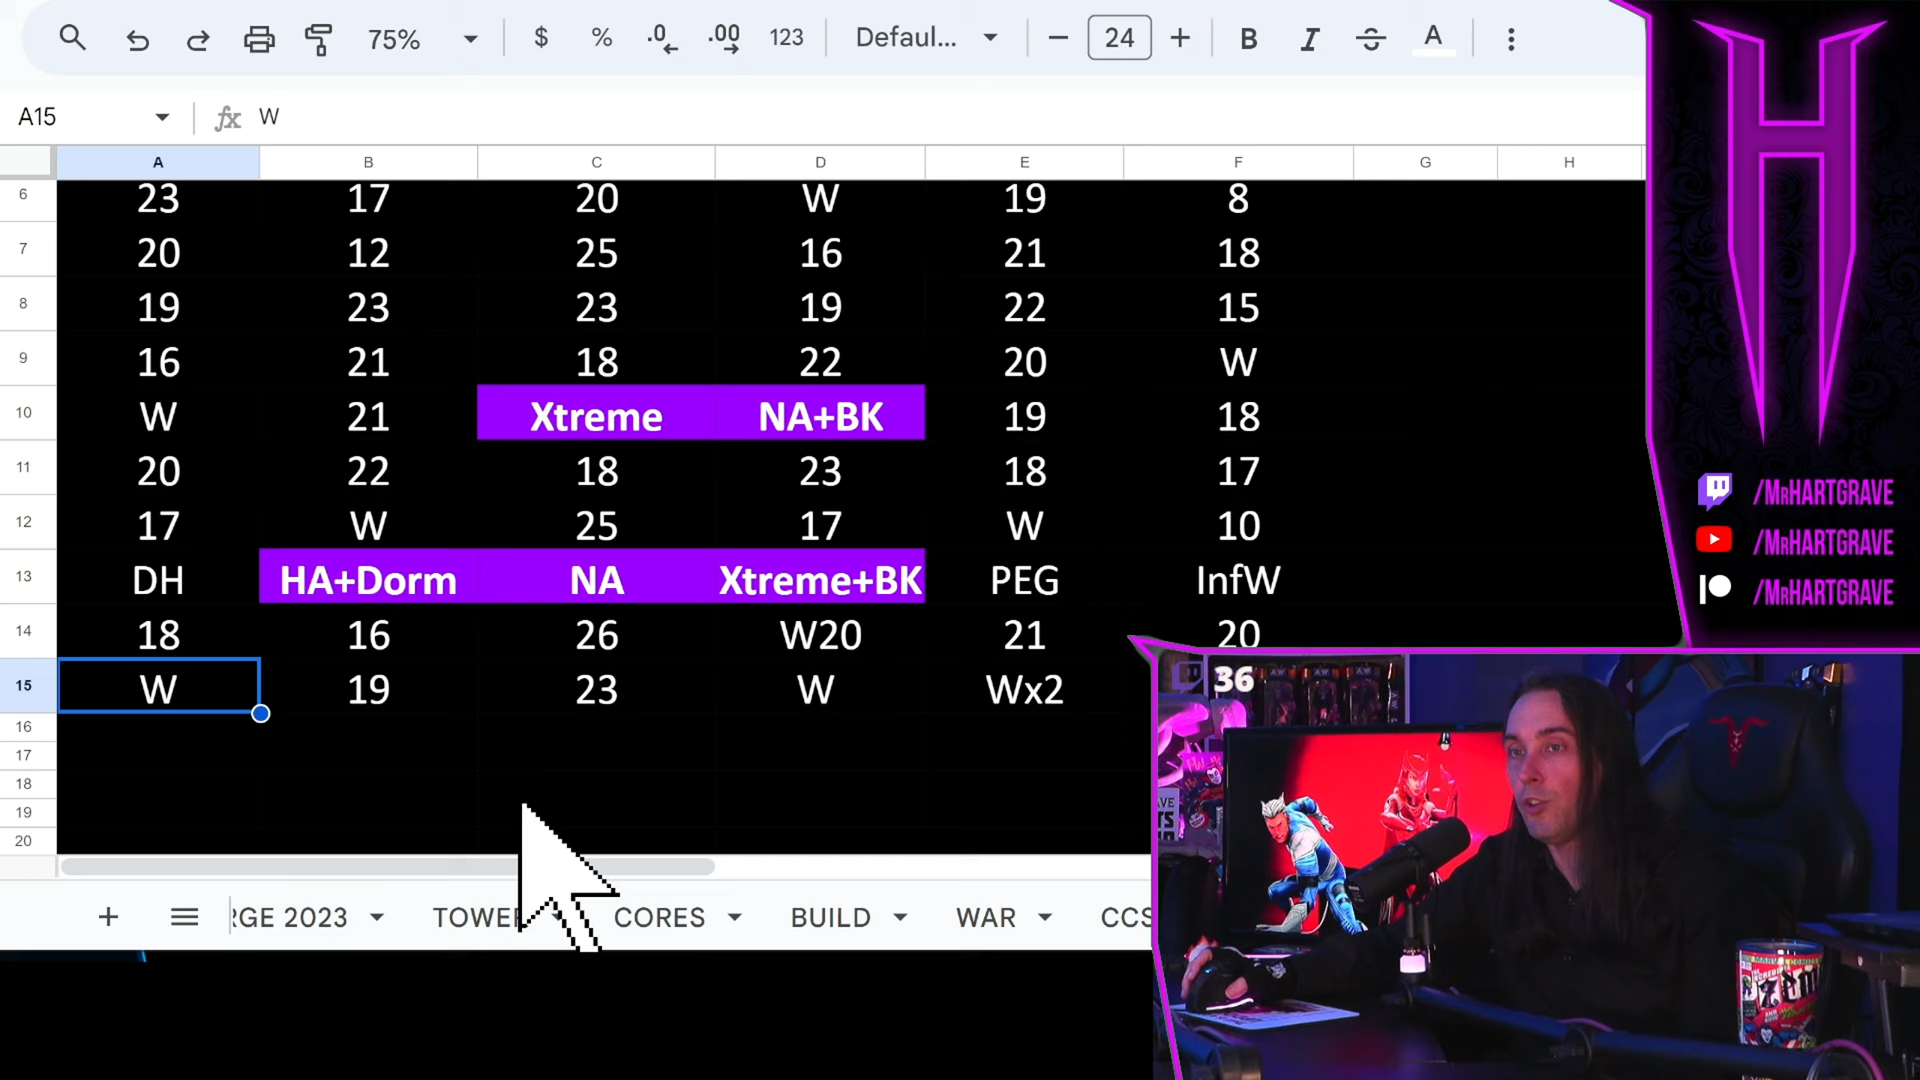 75% $ % .0 .00 123 Defaul... 24 B I S A
A15 fx W
A B C D E F G H
6 23 17 20 W 19 8
7 20 12 25 16 21 18
8 19 23 23 19 22 15
9 16 21 18 22 20 W
10 W 21 Xtreme NA+BK 19 18
11 20 22 18 23 18 17
12 17 W 25 17 W 10
13 DH HA+Dorm NA Xtreme+BK PEG InfW
14 18 16 26 W20 21 20
15 W 19 23 W Wx2
16
17
18
19
20
RGE 2023 TOWER CORES BUILD WAR CCS
H
/MRHARTGRAVE
/MRHARTGRAVE
/MRHARTGRAVE
36